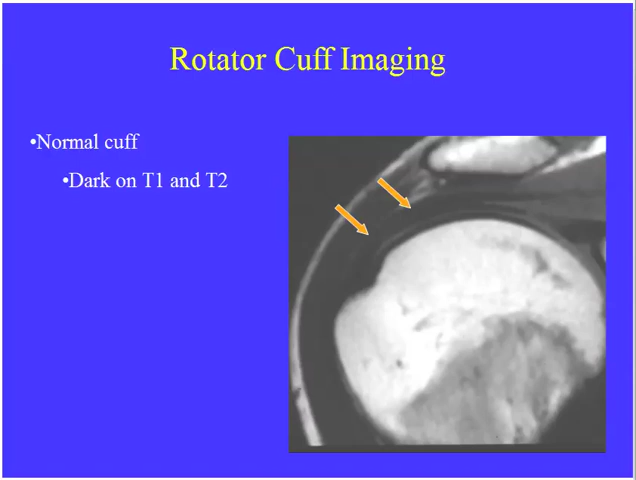 Rotator Cuff Imaging
•Normal cuff
•Dark on T1 and T2